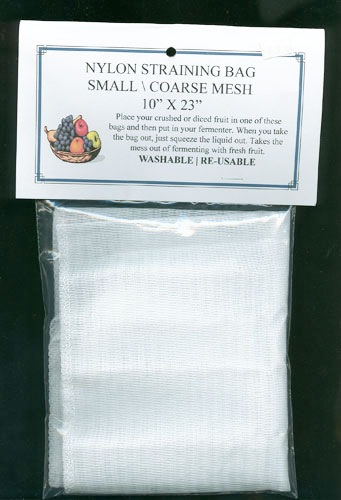 NYLON STRAINING BAG
SMALL \ COARSE MESH
10” X 23”
Place your crushed or diced fruit in one of these
bags and then put in your fermenter. When you take
the bag out, just squeeze the liquid out. Takes the
mess out of fermenting with fresh fruit.
WASHABLE | RE-USABLE